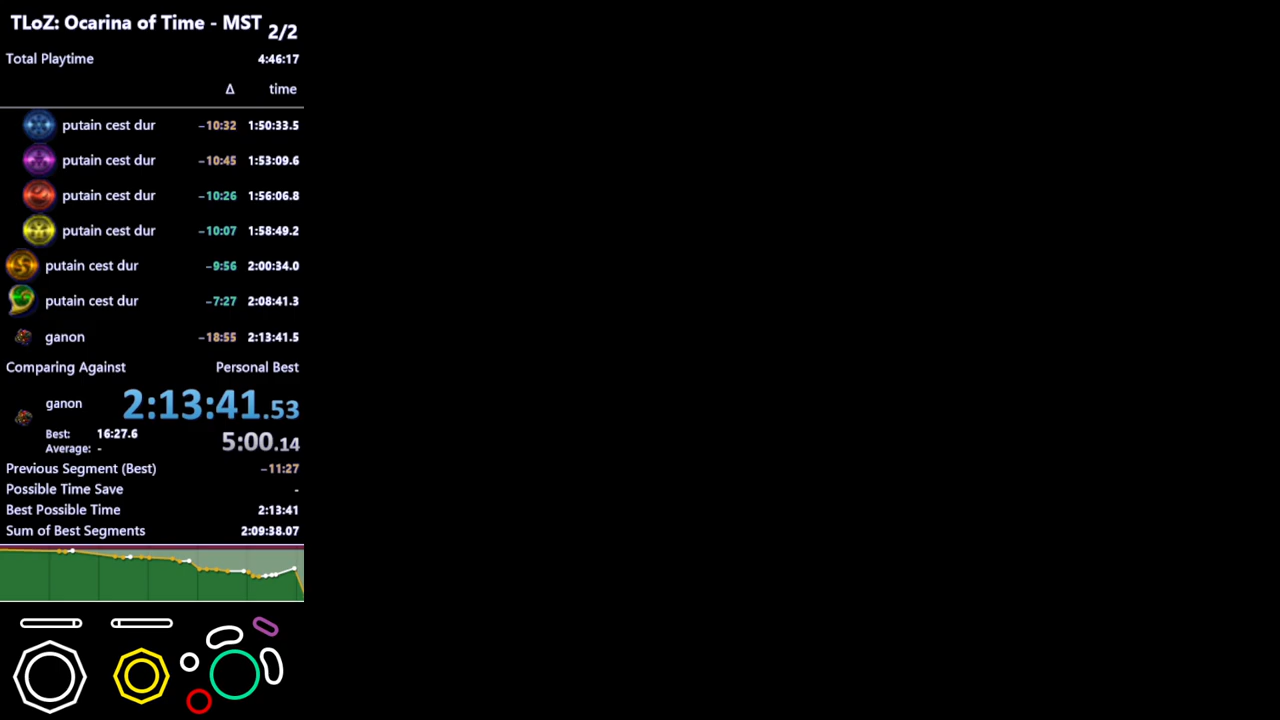 TLoZ: Ocarina of Time - MST 2/2
Total Playtime 4:46:17
Δ time
putain cest dur −10:32 1:50:33.5
putain cest dur −10:45 1:53:09.6
putain cest dur −10:26 1:56:06.8
putain cest dur −10:07 1:58:49.2
putain cest dur −9:56 2:00:34.0
putain cest dur −7:27 2:08:41.3
ganon −18:55 2:13:41.5
Comparing Against Personal Best
ganon 2:13:41.53
Best: 16:27.6 5:00.14
Average: -
Previous Segment (Best) −11:27
Possible Time Save -
Best Possible Time 2:13:41
Sum of Best Segments 2:09:38.07